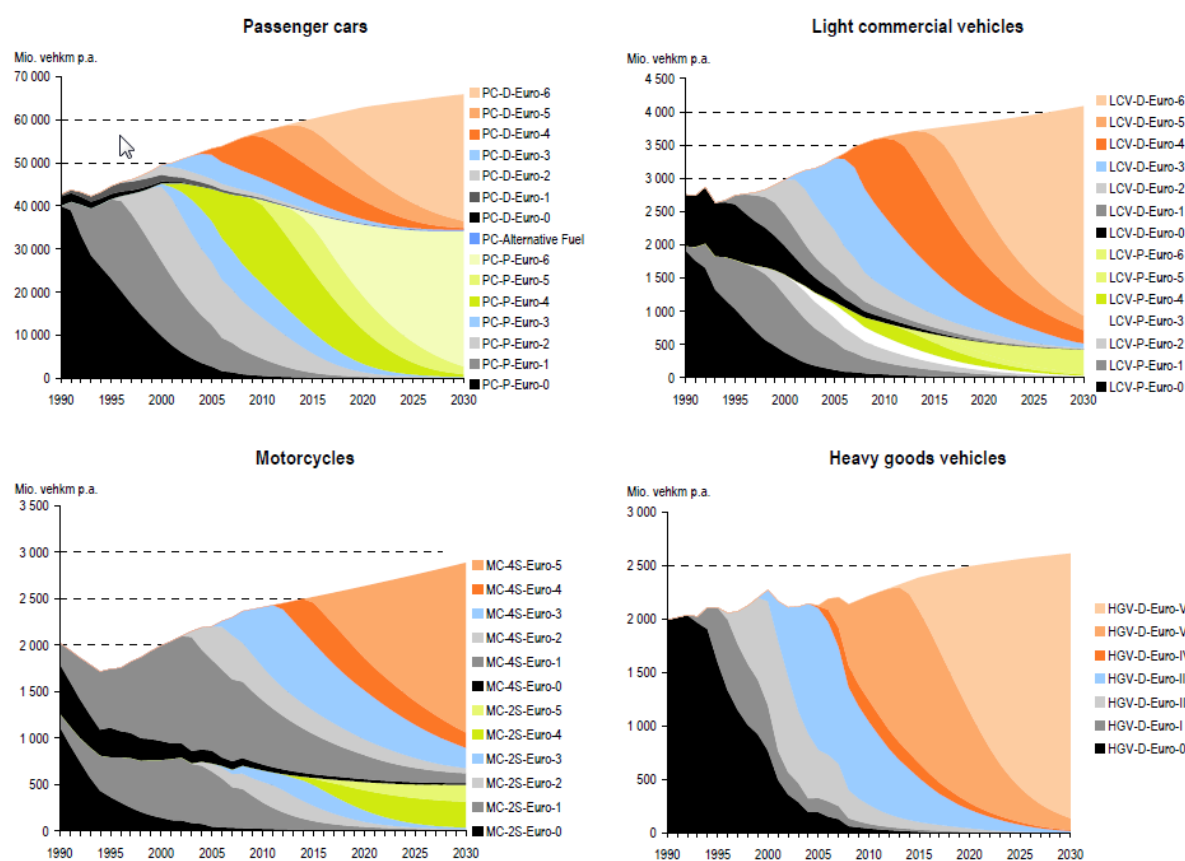 Passenger cars
Mio. vehkm p.a.
70 000
60 000
50 000
40 000
30 000
20 000
10 000
0
1990 1995 2000 2005 2010 2015 2020 2025 2030
PC-D-Euro-6
PC-D-Euro-5
PC-D-Euro-4
PC-D-Euro-3
PC-D-Euro-2
PC-D-Euro-1
PC-D-Euro-0
PC-Alternative Fuel
PC-P-Euro-6
PC-P-Euro-5
PC-P-Euro-4
PC-P-Euro-3
PC-P-Euro-2
PC-P-Euro-1
PC-P-Euro-0
Light commercial vehicles
Mio. vehkm p.a.
4 500
4 000
3 500
3 000
2 500
2 000
1 500
1 000
500
0
1990 1995 2000 2005 2010 2015 2020 2025 2030
LCV-D-Euro-6
LCV-D-Euro-5
LCV-D-Euro-4
LCV-D-Euro-3
LCV-D-Euro-2
LCV-D-Euro-1
LCV-D-Euro-0
LCV-P-Euro-6
LCV-P-Euro-5
LCV-P-Euro-4
LCV-P-Euro-3
LCV-P-Euro-2
LCV-P-Euro-1
LCV-P-Euro-0
Motorcycles
Mio. vehkm p.a.
3 500
3 000
2 500
2 000
1 500
1 000
500
0
1990 1995 2000 2005 2010 2015 2020 2025 2030
MC-4S-Euro-5
MC-4S-Euro-4
MC-4S-Euro-3
MC-4S-Euro-2
MC-4S-Euro-1
MC-4S-Euro-0
MC-2S-Euro-5
MC-2S-Euro-4
MC-2S-Euro-3
MC-2S-Euro-2
MC-2S-Euro-1
MC-2S-Euro-0
Heavy goods vehicles
Mio. vehkm p.a.
3 000
2 500
2 000
1 500
1 000
500
0
1990 1995 2000 2005 2010 2015 2020 2025 2030
HGV-D-Euro-V
HGV-D-Euro-V
HGV-D-Euro-I
HGV-D-Euro-II
HGV-D-Euro-II
HGV-D-Euro-I
HGV-D-Euro-0